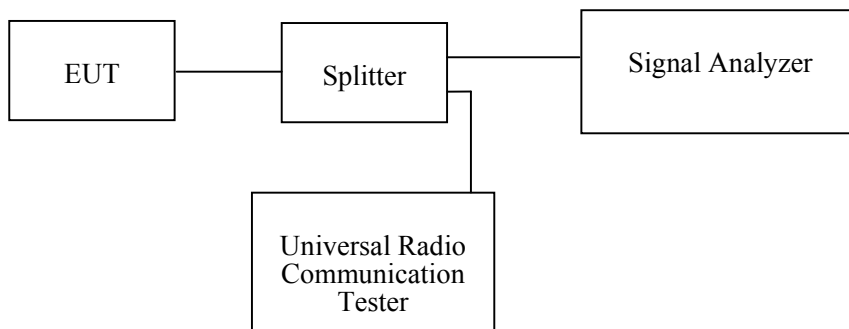 EUT
Splitter
Signal Analyzer
Universal Radio
Communication
Tester